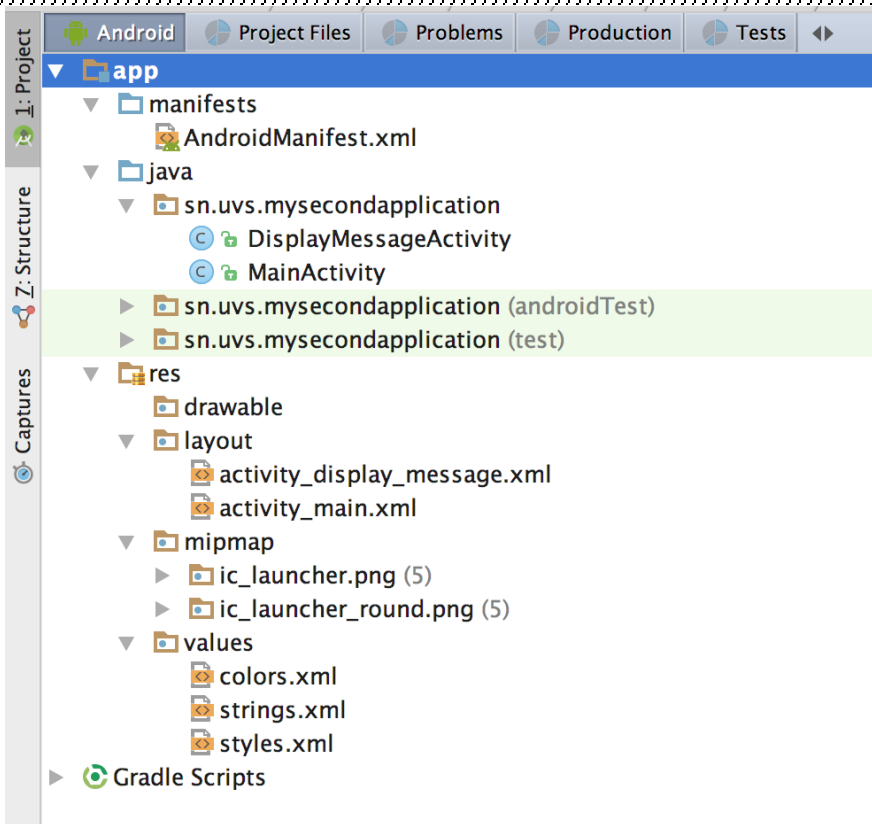 Android Project Files Problems Production Tests
1: Project
Z: Structure
Captures
app
manifests
AndroidManifest.xml
java
sn.uvs.mysecondapplication
C DisplayMessageActivity
C MainActivity
sn.uvs.mysecondapplication (androidTest)
sn.uvs.mysecondapplication (test)
res
drawable
layout
activity_display_message.xml
activity_main.xml
mipmap
ic_launcher.png (5)
ic_launcher_round.png (5)
values
colors.xml
strings.xml
styles.xml
Gradle Scripts